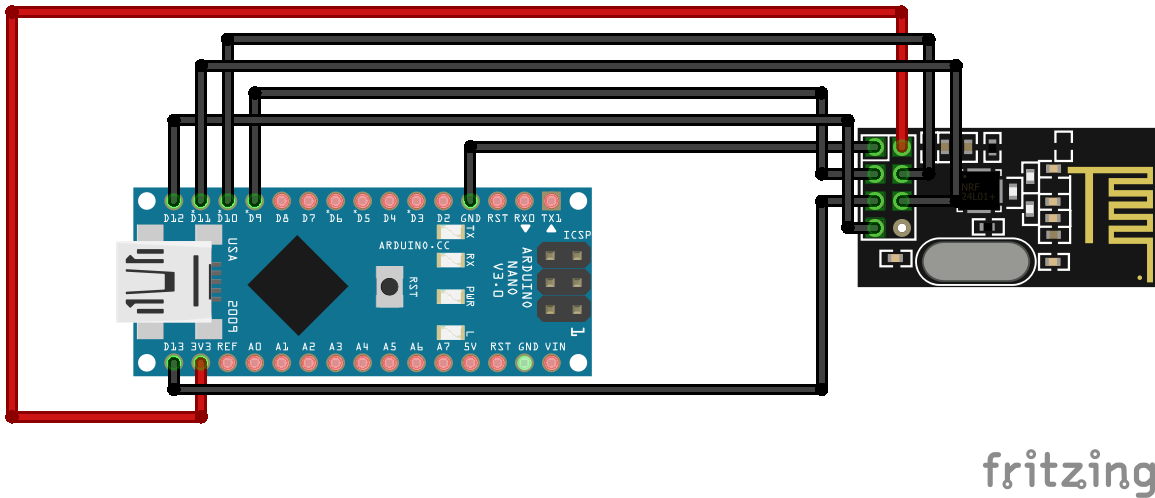 D12 D11 D10 D9 D8 D7 D6 D5 D4 D3 D2 GND RST RX0 TX1
NRF
24L01+
ICSP
TX
ARDUINO.CC
USA
RX
RST
ARDUINO
NANO
V3.0
PWR
2009
L
1
D13 3V3 REF A0 A1 A2 A3 A4 A5 A6 A7 5V RST GND VIN
fritzing